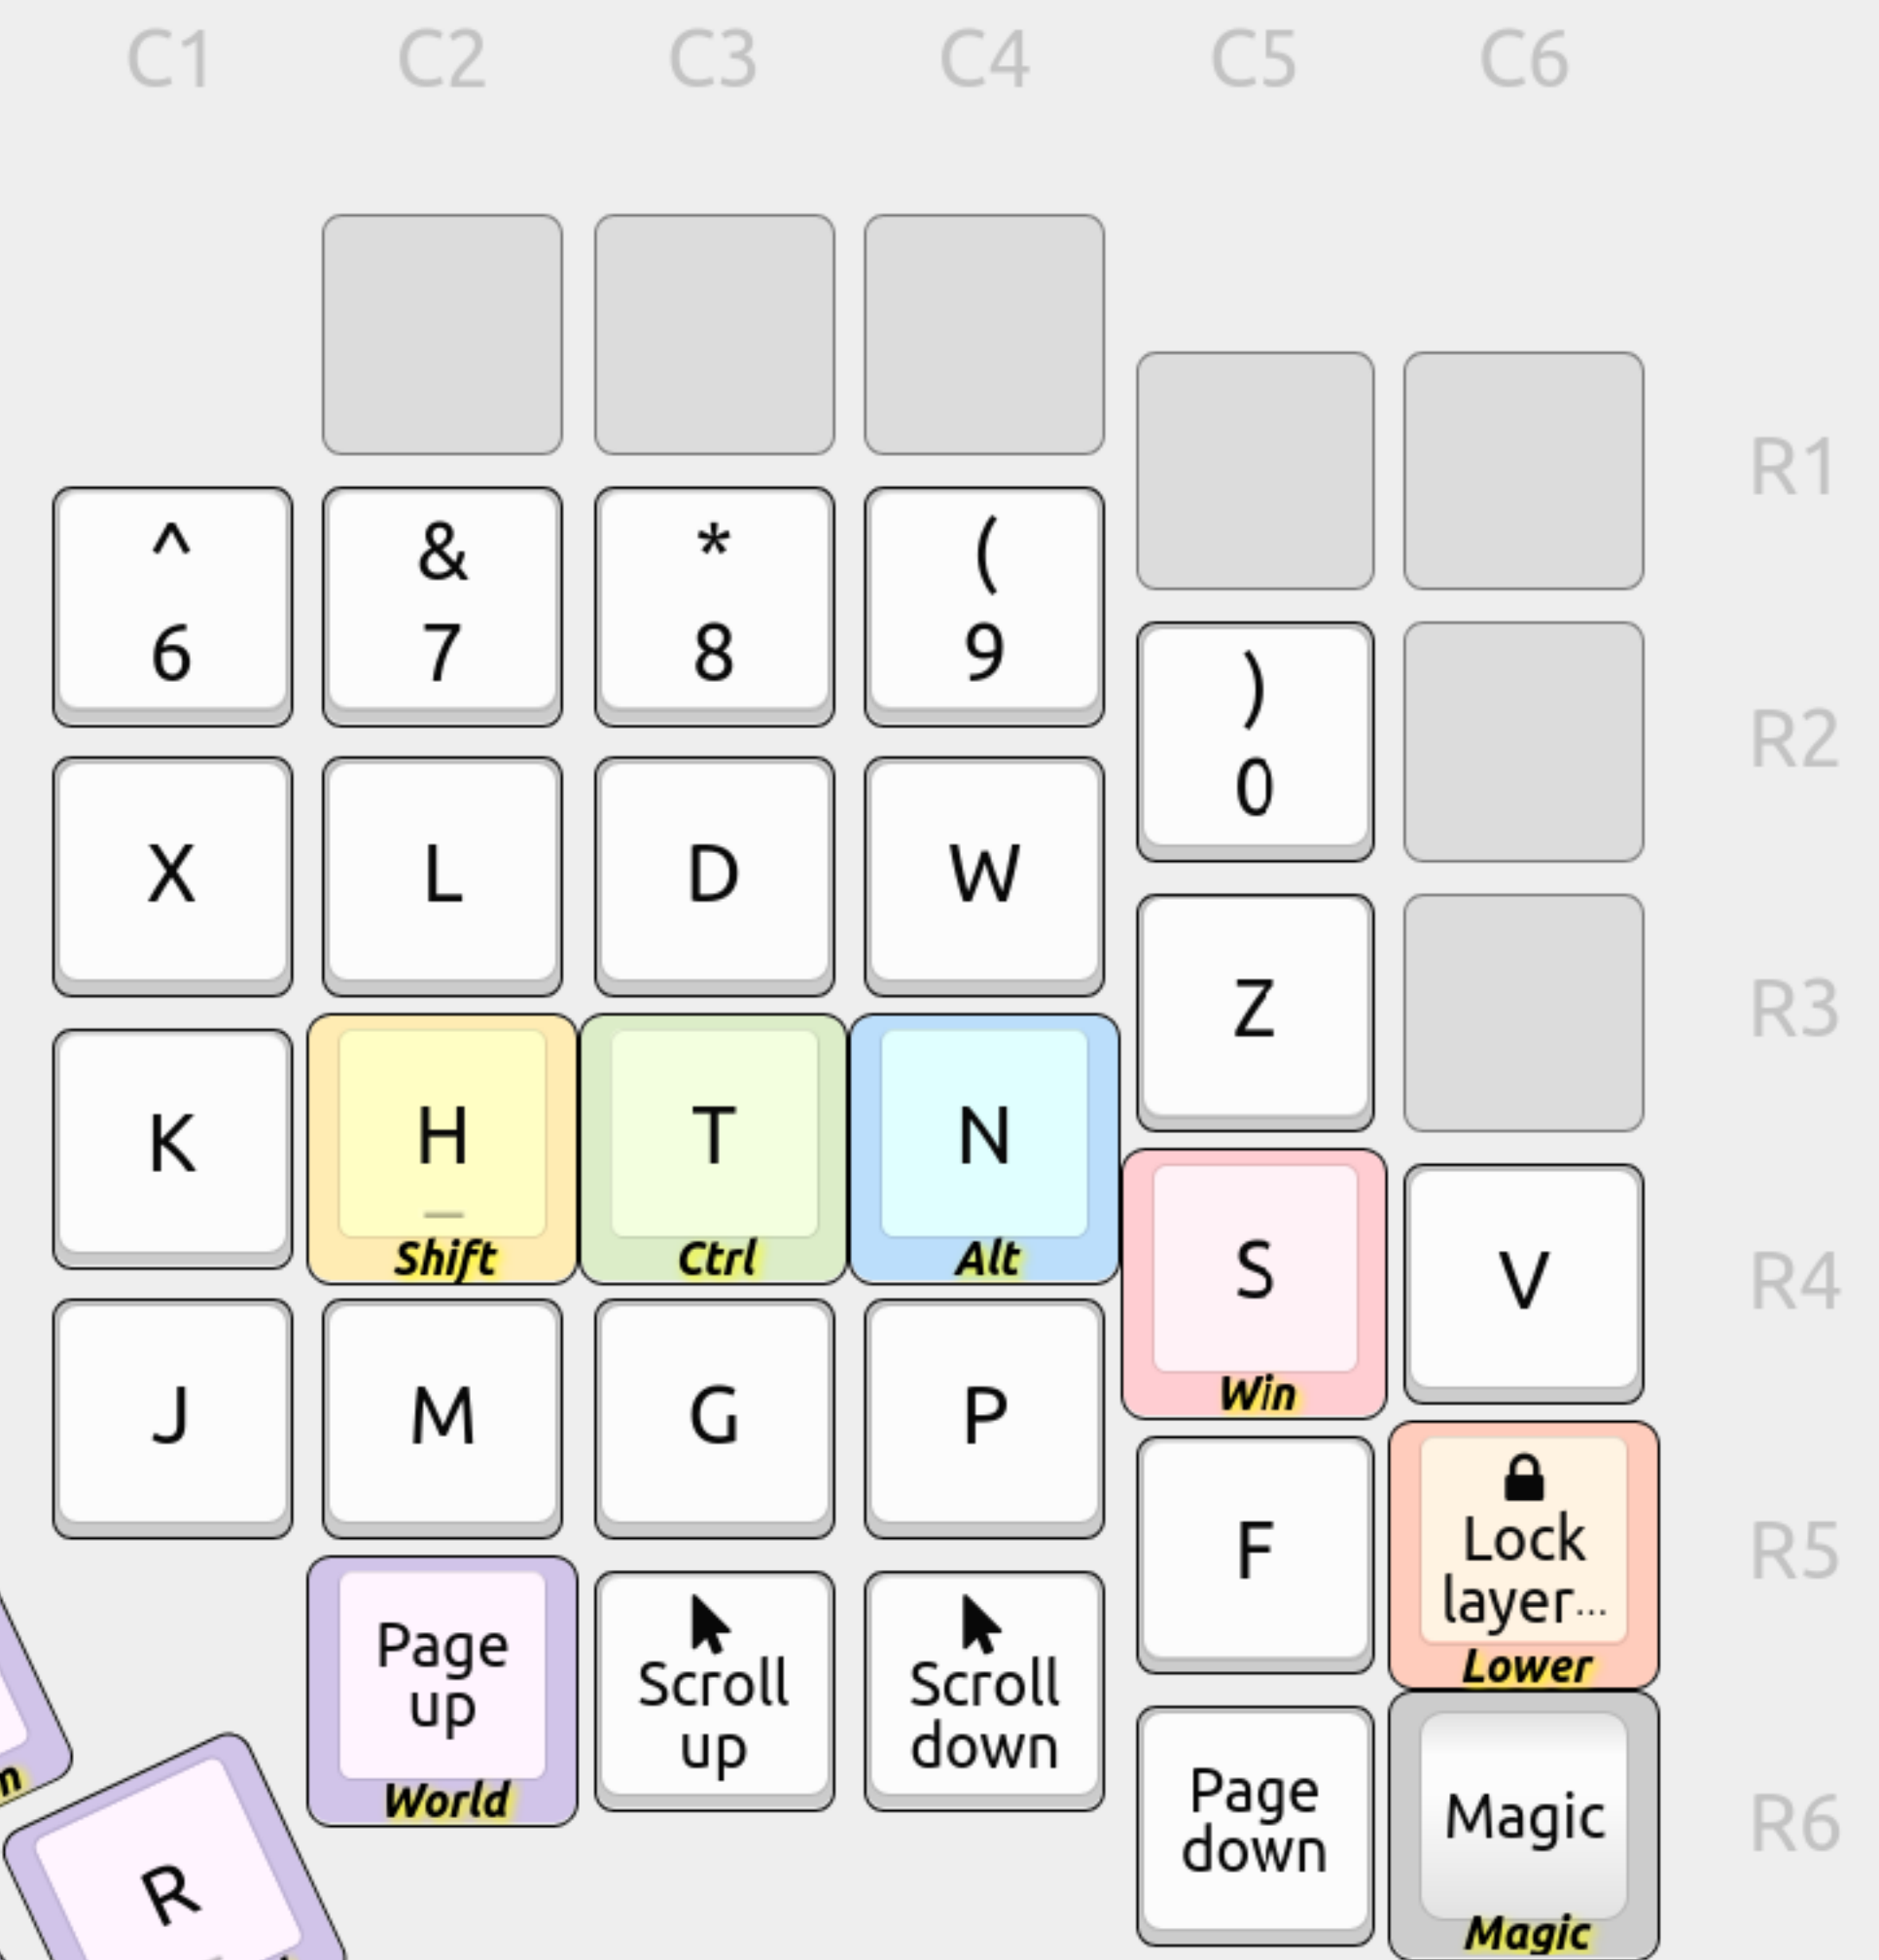 C1 C2 C3 C4 C5 C6
R1
^ & * (
6 7 8 9
)
0
R2
X L D W
Z
R3
K H T N
_
Shift Ctrl Alt
S V
Win
R4
J M G P
F
🔒
Lock
layer...
Lower
R5
Page
up
World
Scroll
up
Scroll
down
Page
down
Magic
Magic
R6
n
R